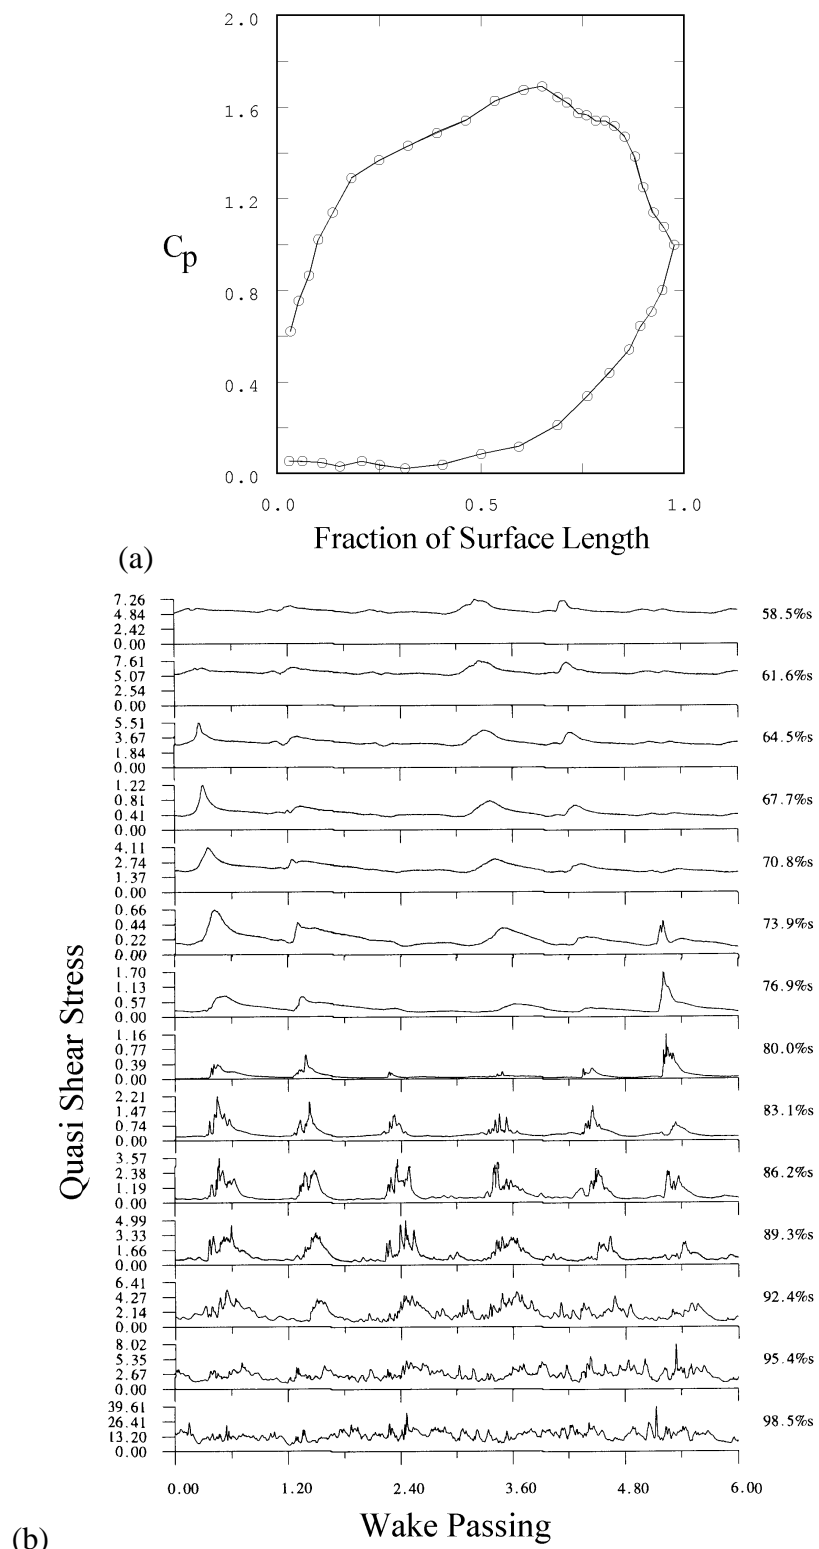 2.0
1.6
1.2
Cp
0.8
0.4
0.0
0.0 0.5 1.0
Fraction of Surface Length
(a)
7.26
4.84
2.42
0.00
58.5%s
7.61
5.07
2.54
0.00
61.6%s
5.51
3.67
1.84
0.00
64.5%s
1.22
0.81
0.41
0.00
67.7%s
4.11
2.74
1.37
0.00
70.8%s
0.66
0.44
0.22
0.00
73.9%s
1.70
1.13
0.57
0.00
76.9%s
1.16
0.77
0.39
0.00
80.0%s
2.21
1.47
0.74
0.00
83.1%s
3.57
2.38
1.19
0.00
86.2%s
4.99
3.33
1.66
0.00
89.3%s
6.41
4.27
2.14
0.00
92.4%s
8.02
5.35
2.67
0.00
95.4%s
39.61
26.41
13.20
0.00
98.5%s
Quasi Shear Stress
0.00 1.20 2.40 3.60 4.80 6.00
Wake Passing
(b)